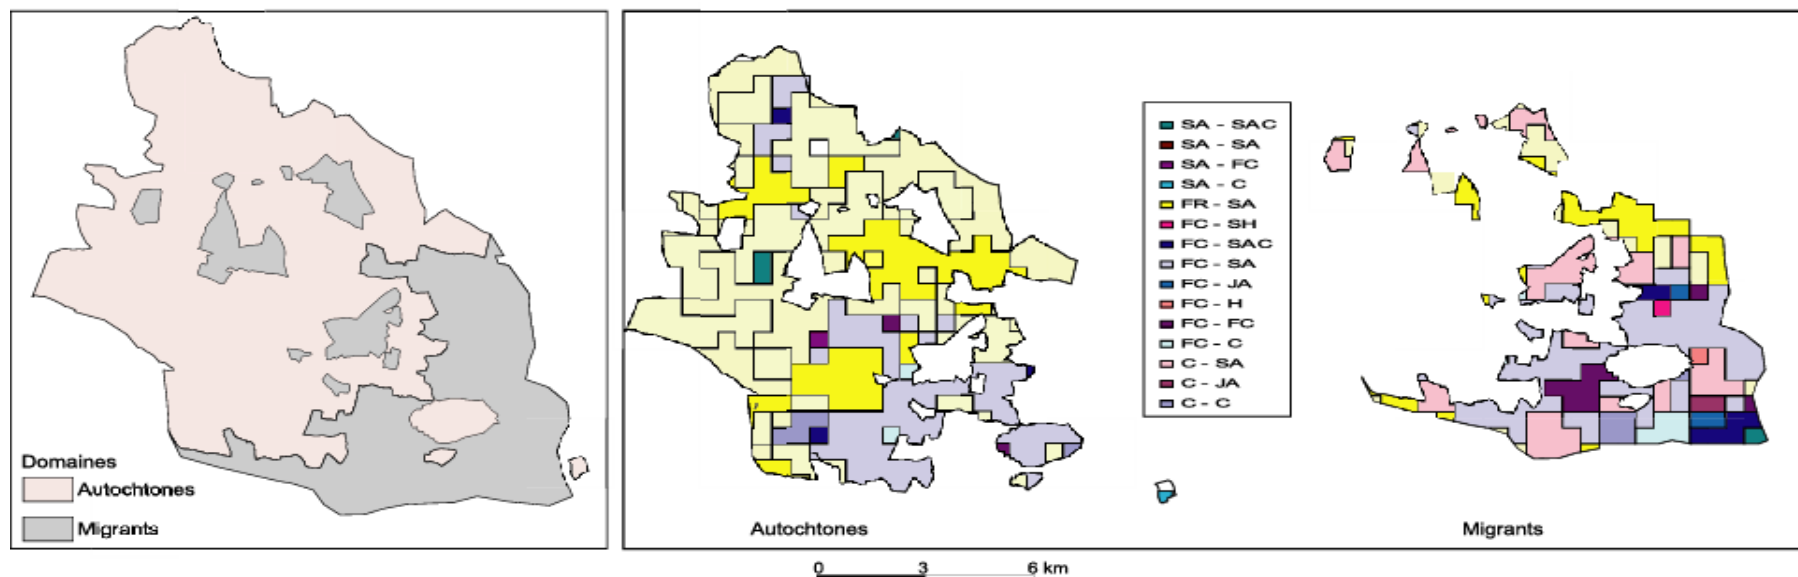 Domaines
Autochtones
Migrants
SA - SAC
SA - SA
SA - FC
SA - C
FR - SA
FC - SH
FC - SAC
FC - SA
FC - JA
FC - H
FC - FC
FC - C
C - SA
C - JA
C - C
Autochtones
Migrants
0 3 6 km